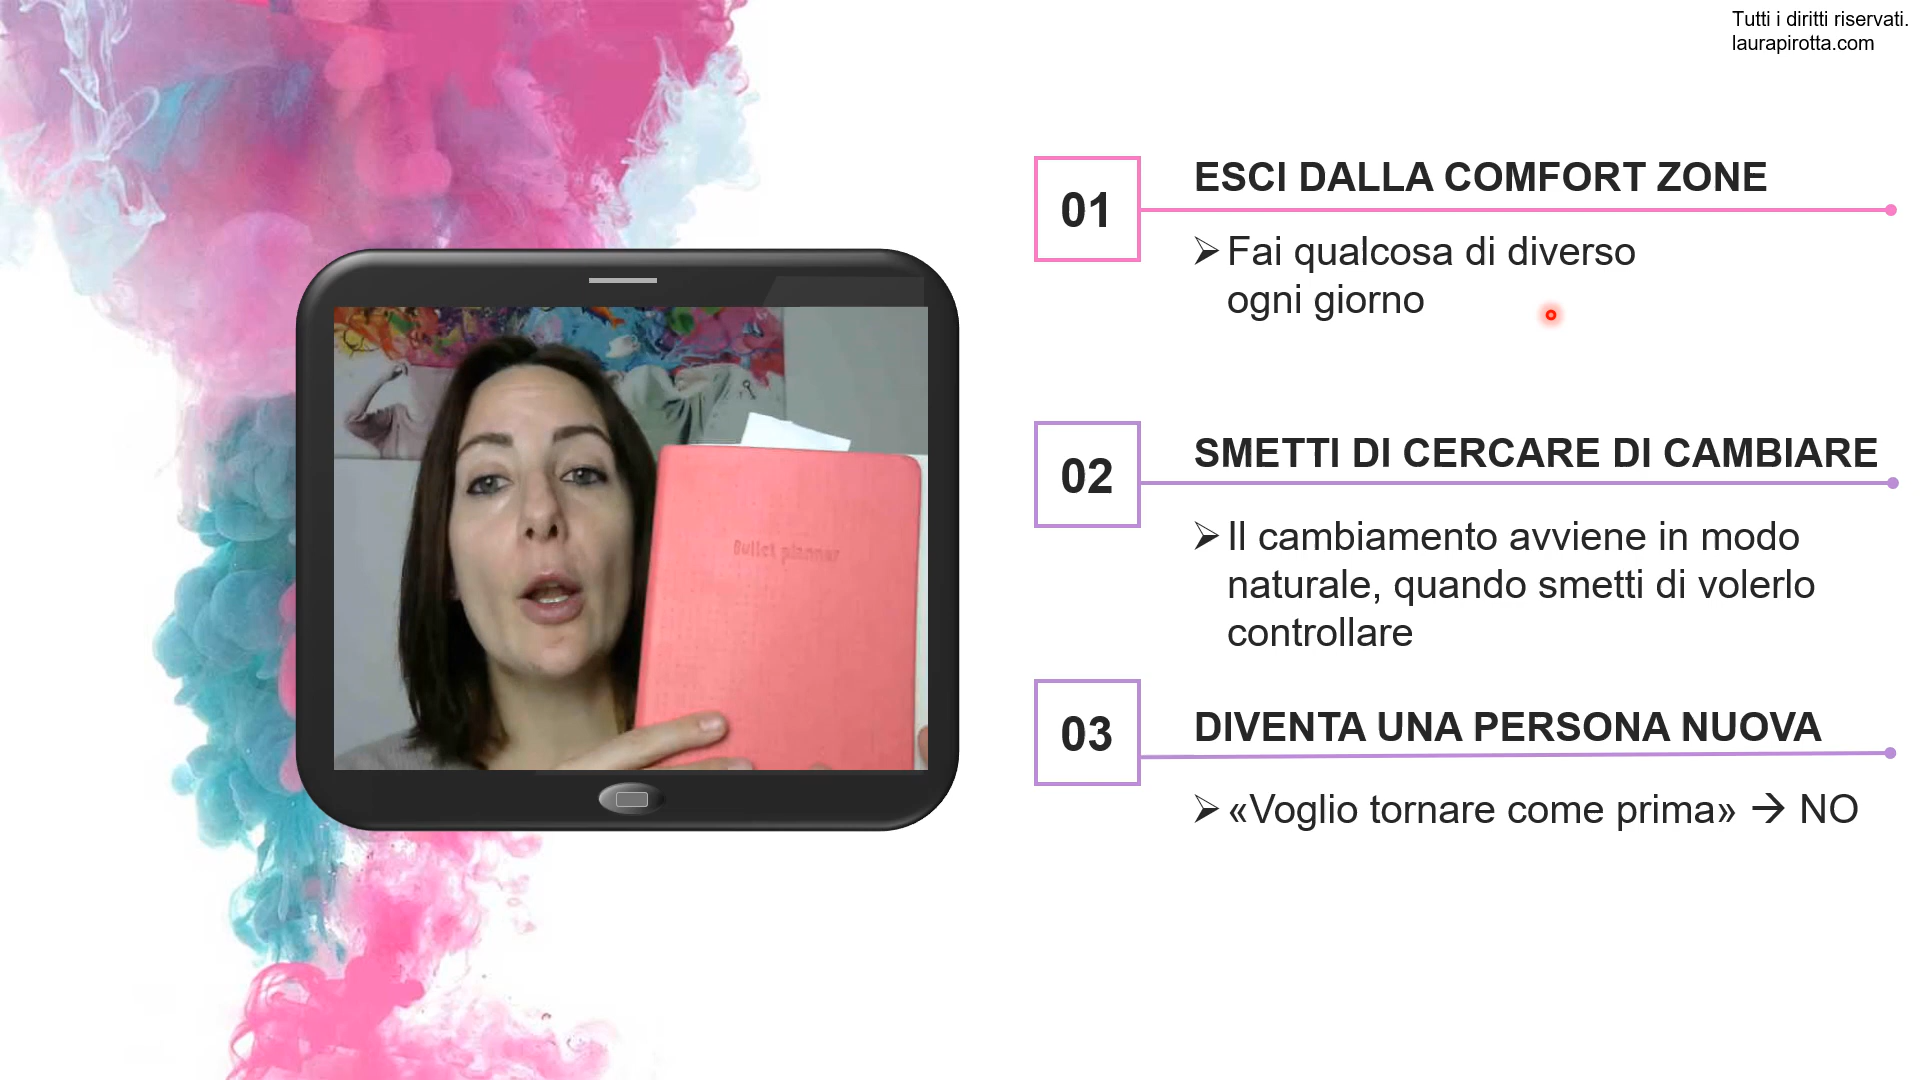 Tutti i diritti riservati.
laurapirotta.com
01
ESCI DALLA COMFORT ZONE
➢ Fai qualcosa di diverso
ogni giorno
02
SMETTI DI CERCARE DI CAMBIARE
➢ Il cambiamento avviene in modo
naturale, quando smetti di volerlo
controllare
03
DIVENTA UNA PERSONA NUOVA
➢ «Voglio tornare come prima» → NO
Bullet planner